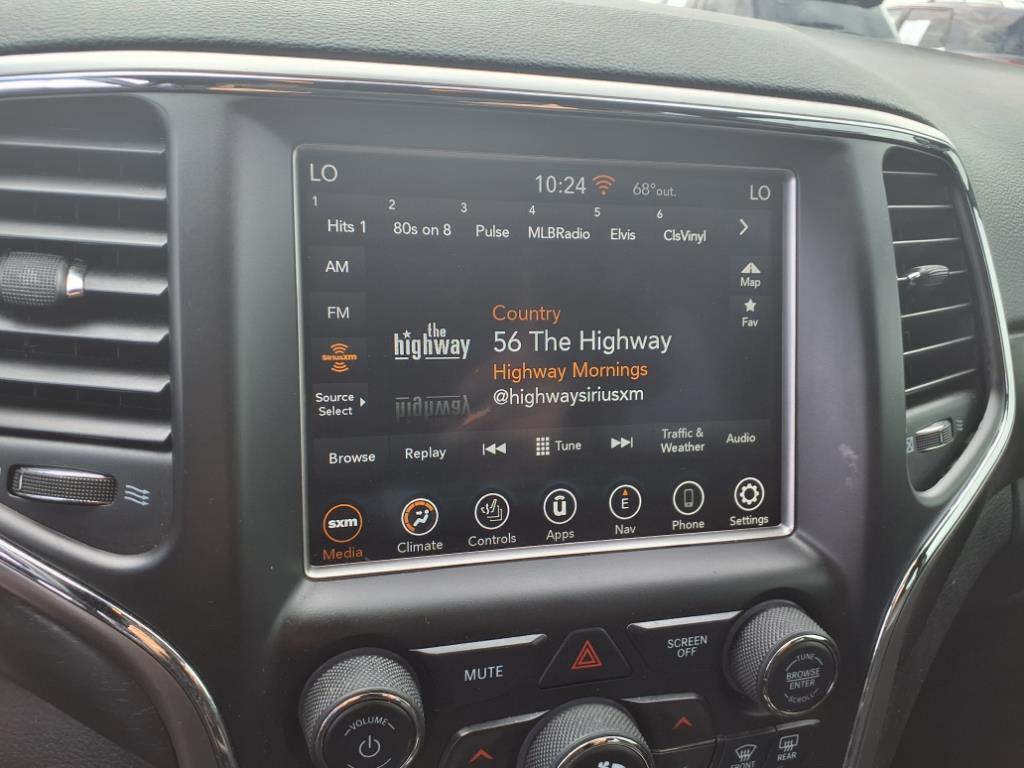 LO
10:24
68°out.
LO
1 Hits 1
2 80s on 8
3 Pulse
4 MLBRadio
5 Elvis
6 ClsVinyl
AM
FM
SiriusXM
Source
Select
Map
Fav
the
highway
Country
56 The Highway
Highway Mornings
@highwaysiriusxm
Browse
Replay
Tune
Traffic &
Weather
Audio
sxm
Media
Climate
Controls
ū
Apps
E
Nav
Phone
Settings
MUTE
SCREEN
OFF
VOLUME
TUNE
BROWSE
ENTER
SCROLL
FRONT
REAR